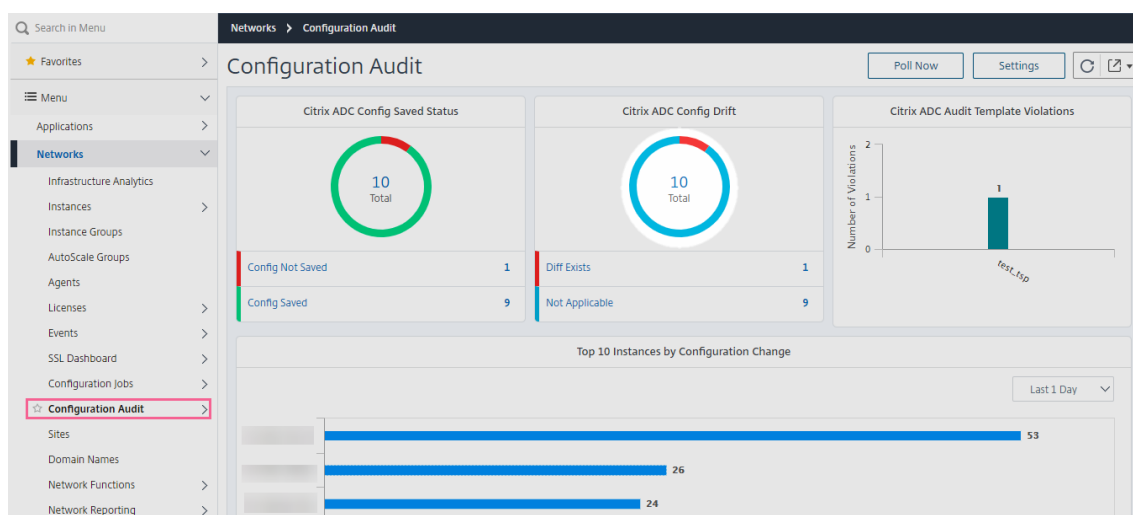 Search in Menu
Favorites
Menu
Applications
Networks
Infrastructure Analytics
Instances
Instance Groups
AutoScale Groups
Agents
Licenses
Events
SSL Dashboard
Configuration Jobs
Configuration Audit
Sites
Domain Names
Network Functions
Network Reporting
Networks > Configuration Audit
Configuration Audit
Poll Now
Settings
Citrix ADC Config Saved Status
10
Total
Config Not Saved 1
Config Saved 9
Citrix ADC Config Drift
10
Total
Diff Exists 1
Not Applicable 9
Citrix ADC Audit Template Violations
Number of Violations
2
1
0
1
test_tsp
Top 10 Instances by Configuration Change
Last 1 Day
53
26
24